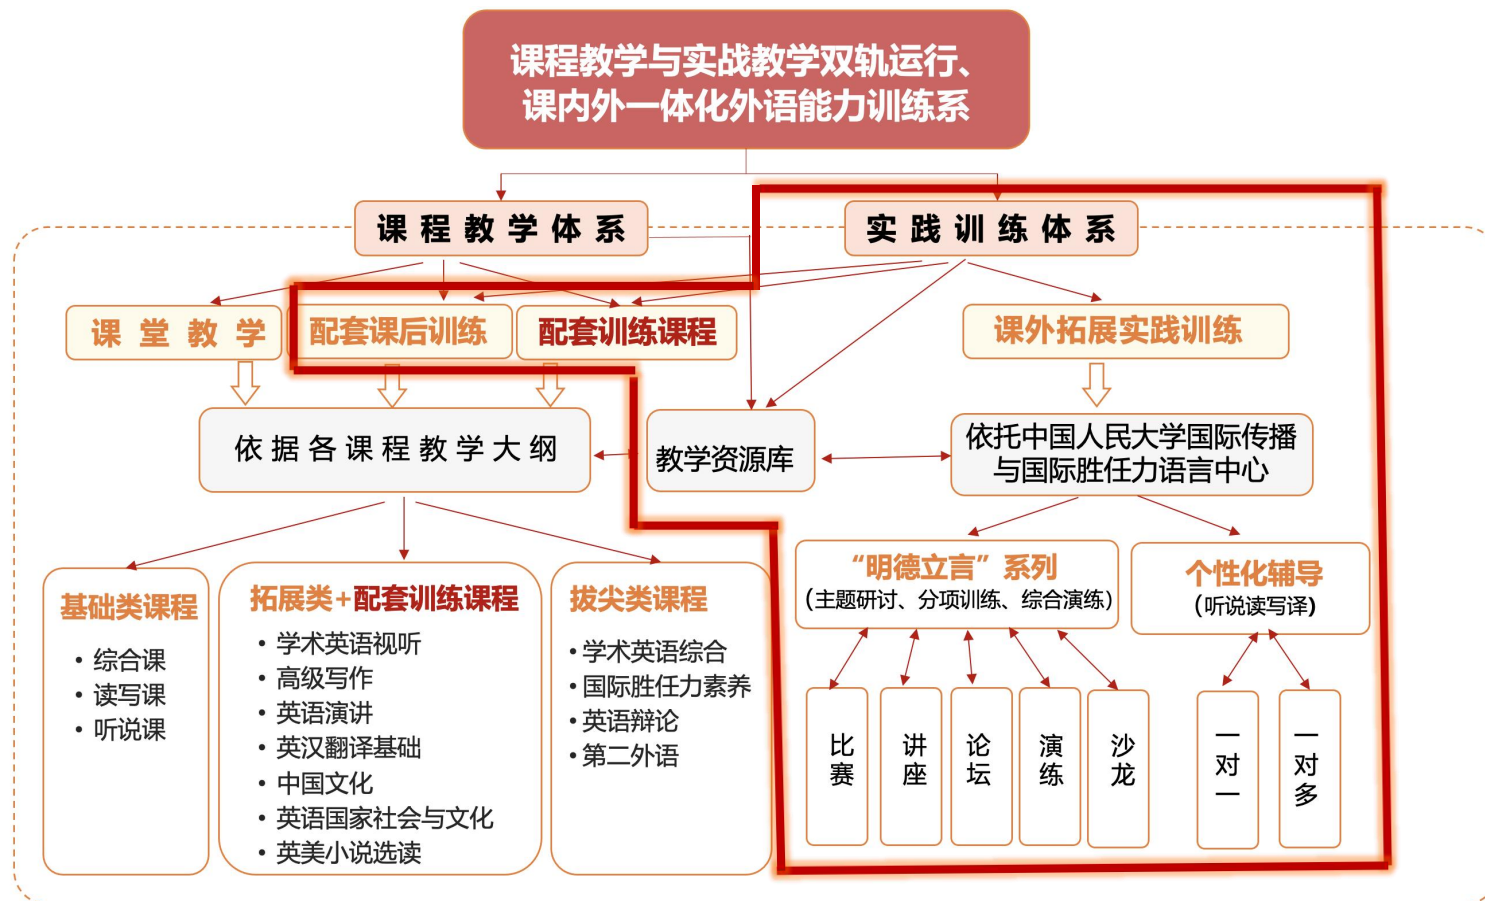 课程教学与实战教学双轨运行、
课内外一体化外语能力训练系
课程教学体系
实践训练体系
课堂教学
配套课后训练
配套训练课程
课外拓展实践训练
依据各课程教学大纲
教学资源库
依托中国人民大学国际传播
与国际胜任力语言中心
基础类课程
• 综合课
• 读写课
• 听说课
拓展类+配套训练课程
• 学术英语视听
• 高级写作
• 英语演讲
• 英汉翻译基础
• 中国文化
• 英语国家社会与文化
• 英美小说选读
拔尖类课程
• 学术英语综合
• 国际胜任力素养
• 英语辩论
• 第二外语
“明德立言”系列
(主题研讨、分项训练、综合演练)
个性化辅导
(听说读写译)
比赛
讲座
论坛
演练
沙龙
一对一
一对多